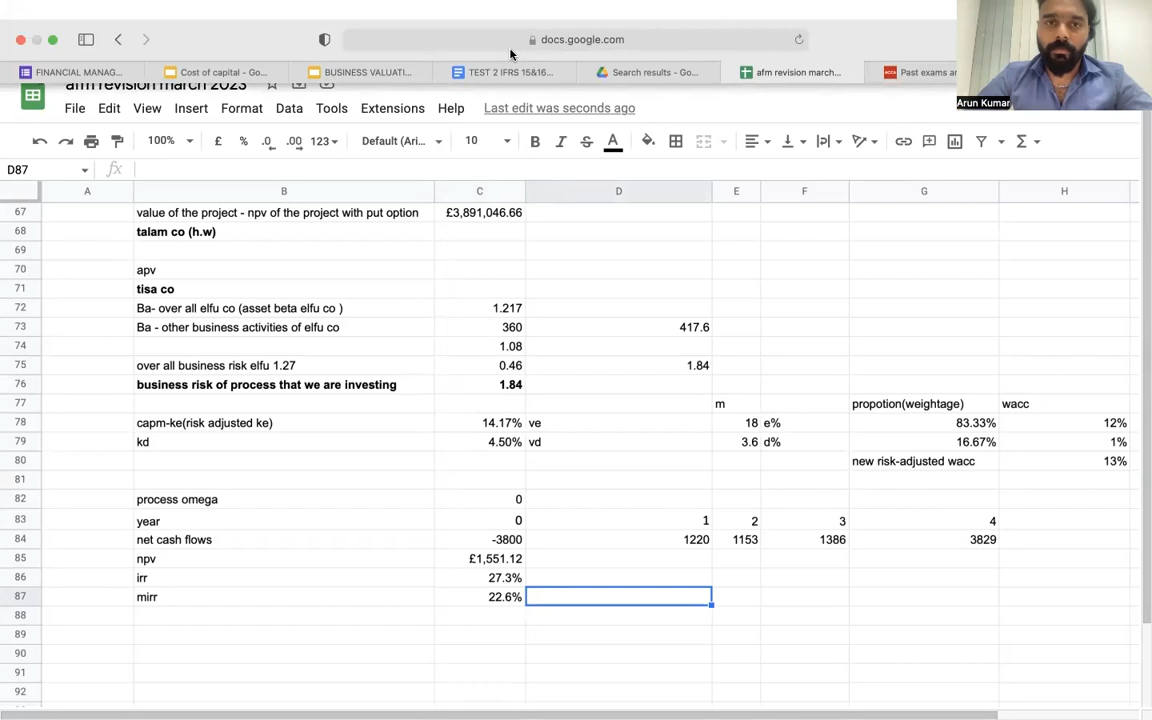 docs.google.com
FINANCIAL MANAG... Cost of capital - Go... BUSINESS VALUATI... TEST 2 IFRS 15&16... Search results - Go... afm revision march... Past exams
afm revision march 2023
File Edit View Insert Format Data Tools Extensions Help Last edit was seconds ago
100% £ % .0 .00 123 Default (Ari... 10 B I S A
D87 fx
A B C D E F G H
67 value of the project - npv of the project with put option £3,891,046.66
68 talam co (h.w)
69
70 apv
71 tisa co
72 Ba- over all elfu co (asset beta elfu co ) 1.217
73 Ba - other business activities of elfu co 360 417.6
74 1.08
75 over all business risk elfu 1.27 0.46 1.84
76 business risk of process that we are investing 1.84
77 m propotion(weightage) wacc
78 capm-ke(risk adjusted ke) 14.17% ve 18 e% 83.33% 12%
79 kd 4.50% vd 3.6 d% 16.67% 1%
80 new risk-adjusted wacc 13%
81
82 process omega 0
83 year 0 1 2 3 4
84 net cash flows -3800 1220 1153 1386 3829
85 npv £1,551.12
86 irr 27.3%
87 mirr 22.6%
88
89
90
91
92
Arun Kumar